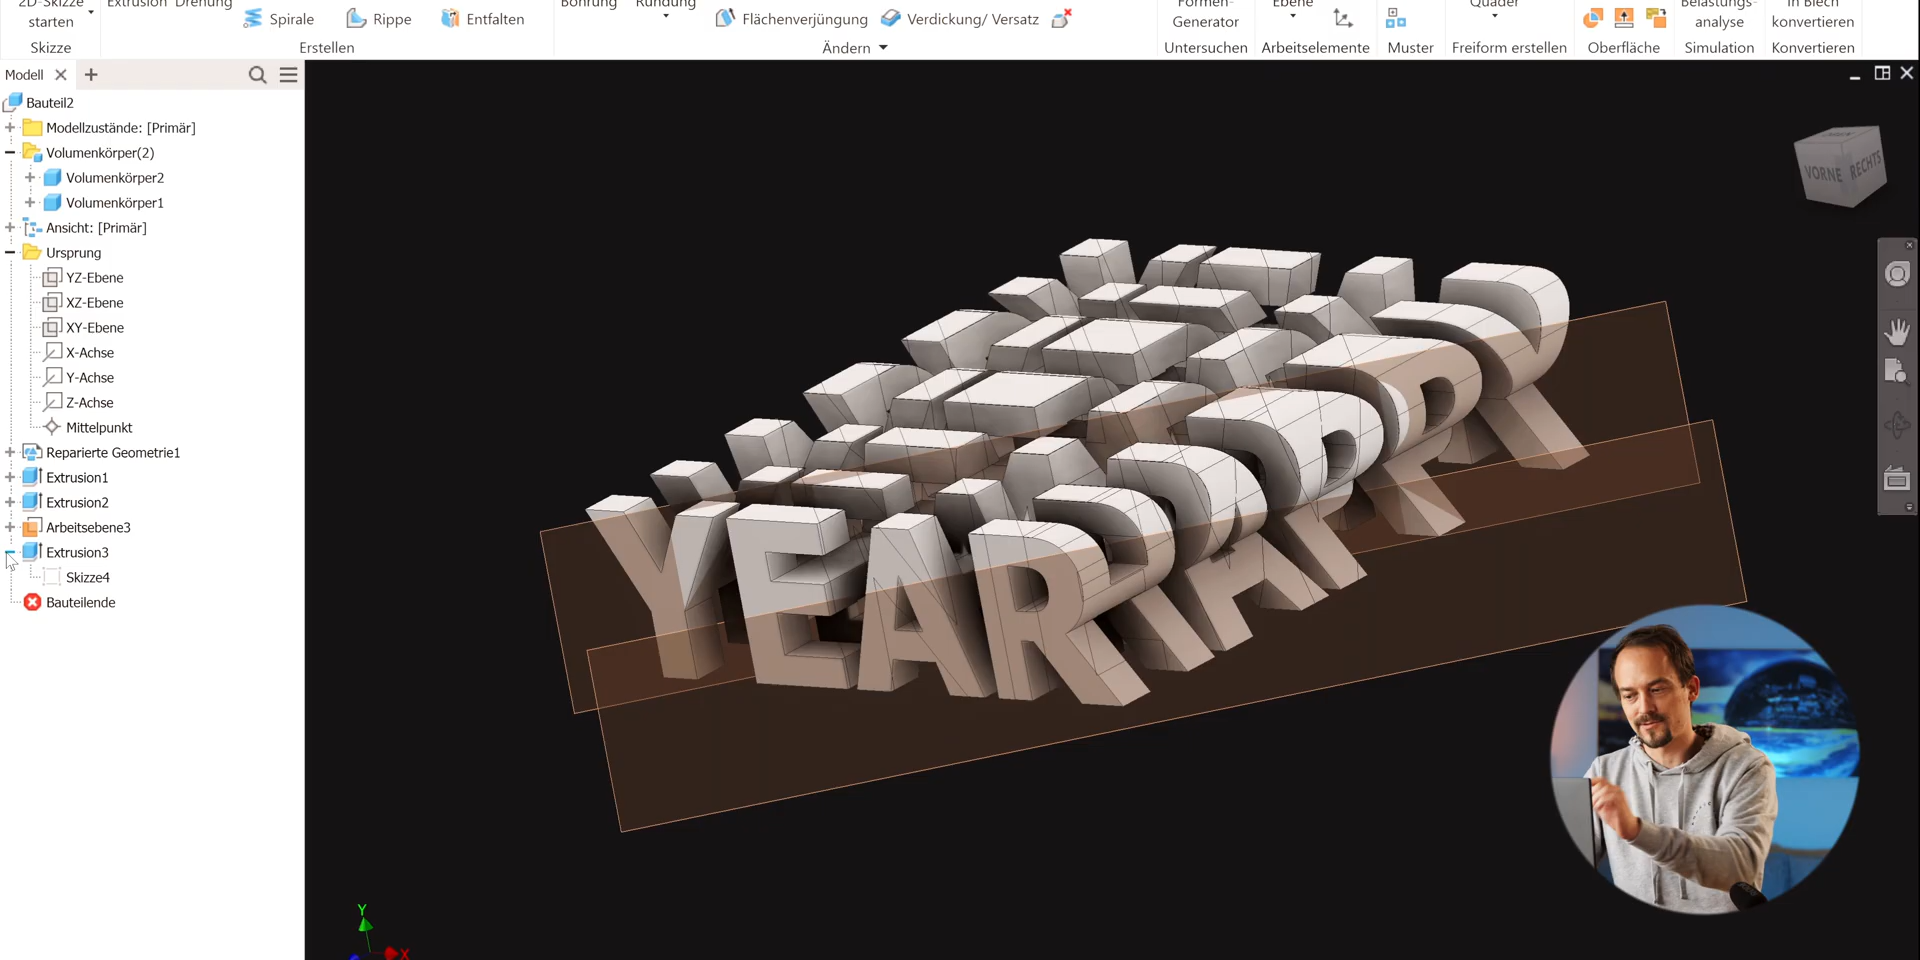 2D-Skizze
starten
Extrusion Drehung
Spirale
Rippe
Entfalten
Bohrung
Rundung
Flächenverjüngung
Verdickung/ Versatz
Formen-
Generator
Ebene
Quader
Belastungs-
analyse
In Blech
konvertieren
Skizze
Erstellen
Ändern
Untersuchen
Arbeitselemente
Muster
Freiform erstellen
Oberfläche
Simulation
Konvertieren
Modell
Bauteil2
Modellzustände: [Primär]
Volumenkörper(2)
Volumenkörper2
Volumenkörper1
Ansicht: [Primär]
Ursprung
YZ-Ebene
XZ-Ebene
XY-Ebene
X-Achse
Y-Achse
Z-Achse
Mittelpunkt
Reparierte Geometrie1
Extrusion1
Extrusion2
Arbeitsebene3
Extrusion3
Skizze4
Bauteilende
VORNE
RECHTS
YEAR
Y
X